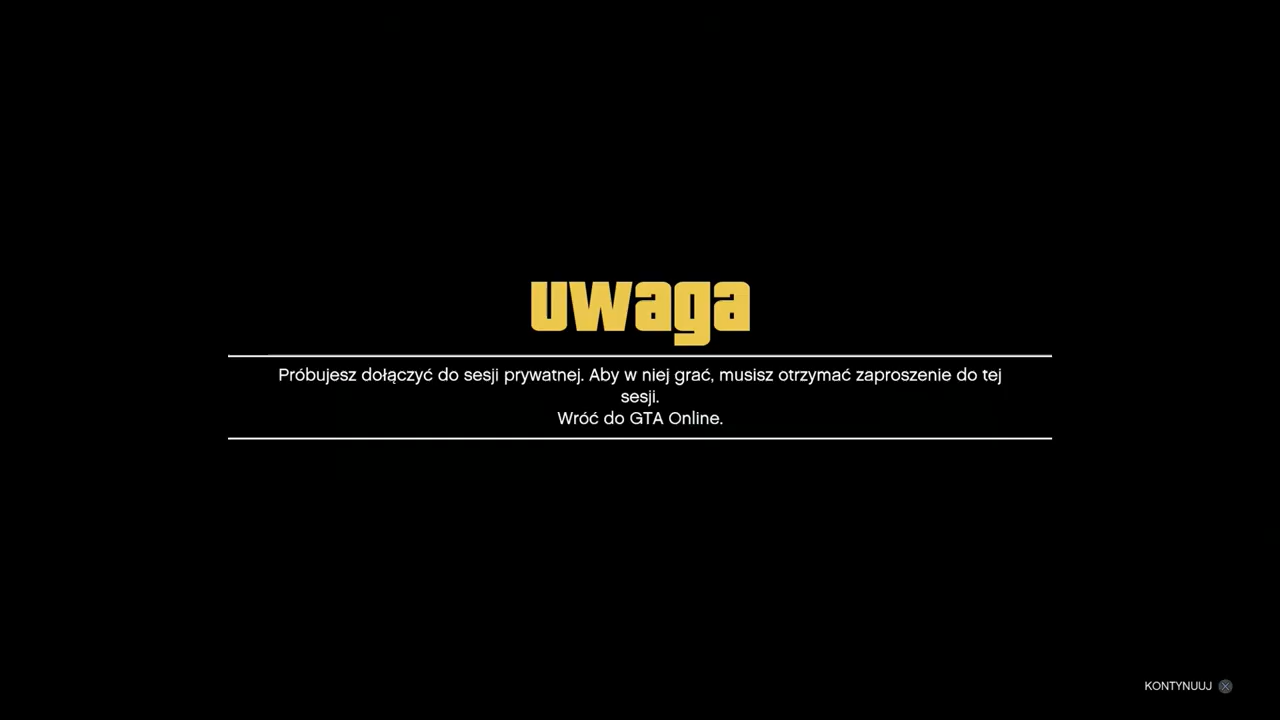 uwaga
Próbujesz dołączyć do sesji prywatnej. Aby w niej grać, musisz otrzymać zaproszenie do tej
sesji.
Wróć do GTA Online.
KONTYNUUJ